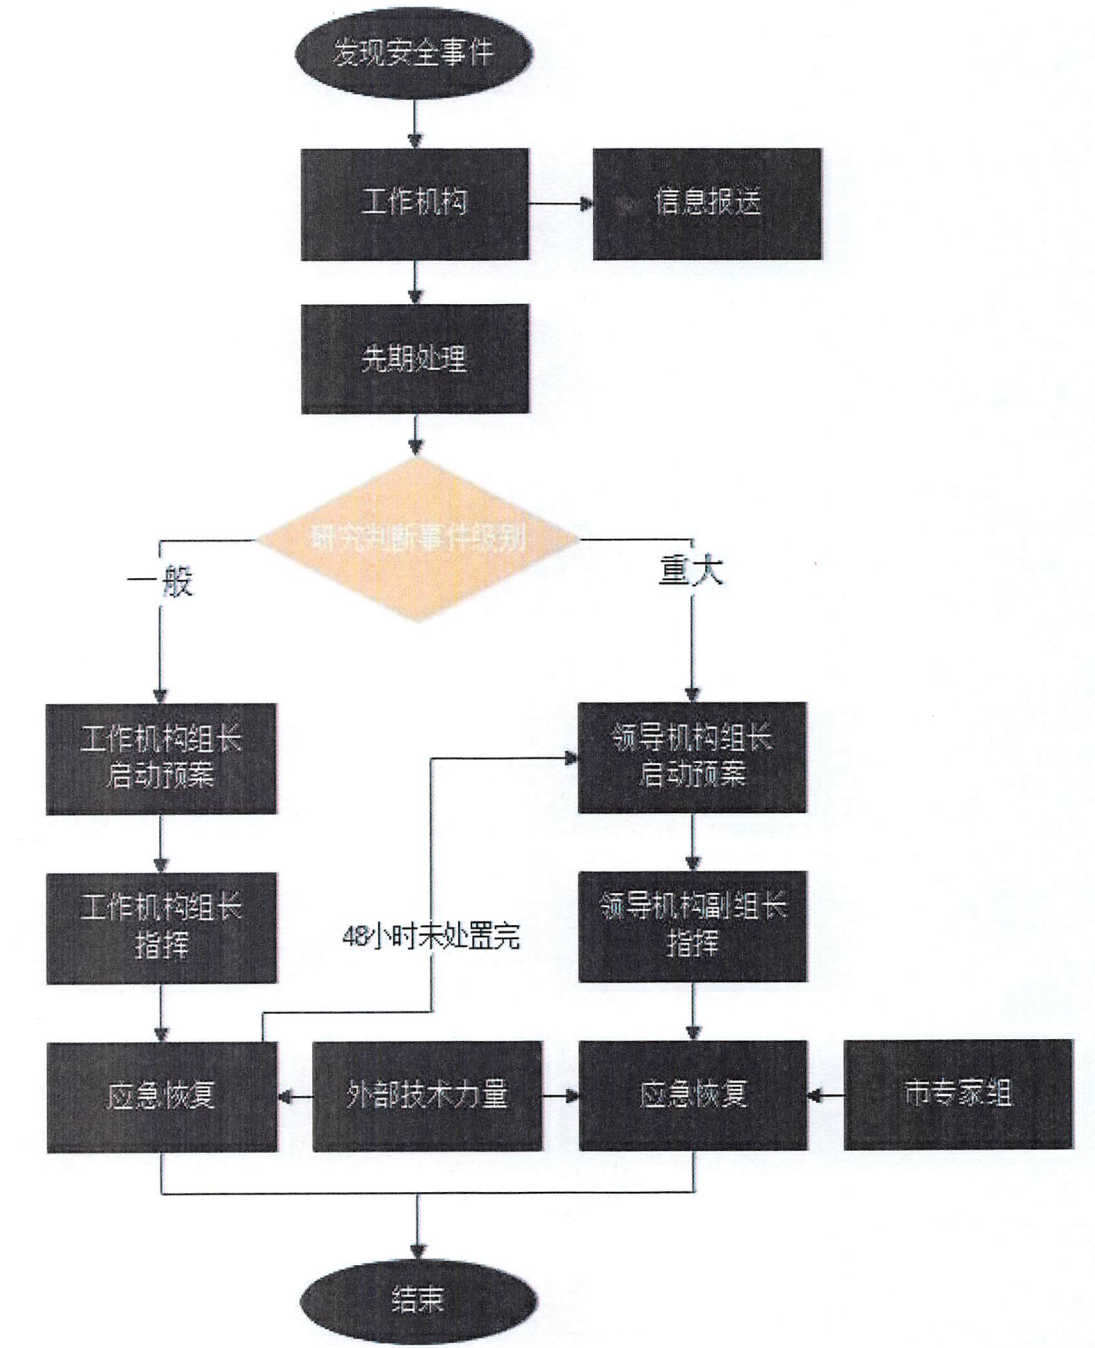 发现安全事件
工作机构
信息报送
先期处理
研究判断事件级别
一般
重大
工作机构组长
启动预案
领导机构组长
启动预案
工作机构组长
指挥
48小时未处置完
领导机构副组长
指挥
应急恢复
外部技术力量
应急恢复
市专家组
结束